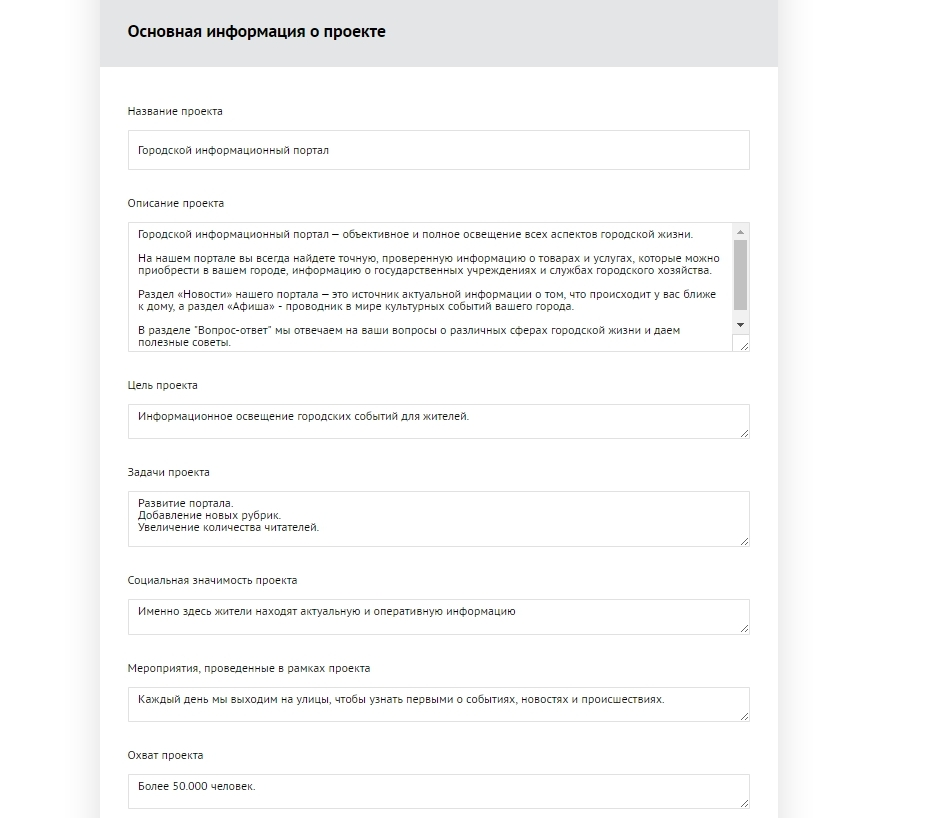 Основная информация о проекте
Название проекта
Городской информационный портал
Описание проекта
Городской информационный портал – объективное и полное освещение всех аспектов городской жизни.
На нашем портале вы всегда найдете точную, проверенную информацию о товарах и услугах, которые можно
приобрести в вашем городе, информацию о государственных учреждениях и службах городского хозяйства.
Раздел «Новости» нашего портала – это источник актуальной информации о том, что происходит у вас ближе
к дому, а раздел «Афиша» - проводник в мире культурных событий вашего города.
В разделе "Вопрос-ответ" мы отвечаем на ваши вопросы о различных сферах городской жизни и даем
полезные советы.
Цель проекта
Информационное освещение городских событий для жителей.
Задачи проекта
Развитие портала.
Добавление новых рубрик.
Увеличение количества читателей.
Социальная значимость проекта
Именно здесь жители находят актуальную и оперативную информацию
Мероприятия, проведенные в рамках проекта
Каждый день мы выходим на улицы, чтобы узнать первыми о событиях, новостях и происшествиях.
Охват проекта
Более 50.000 человек.